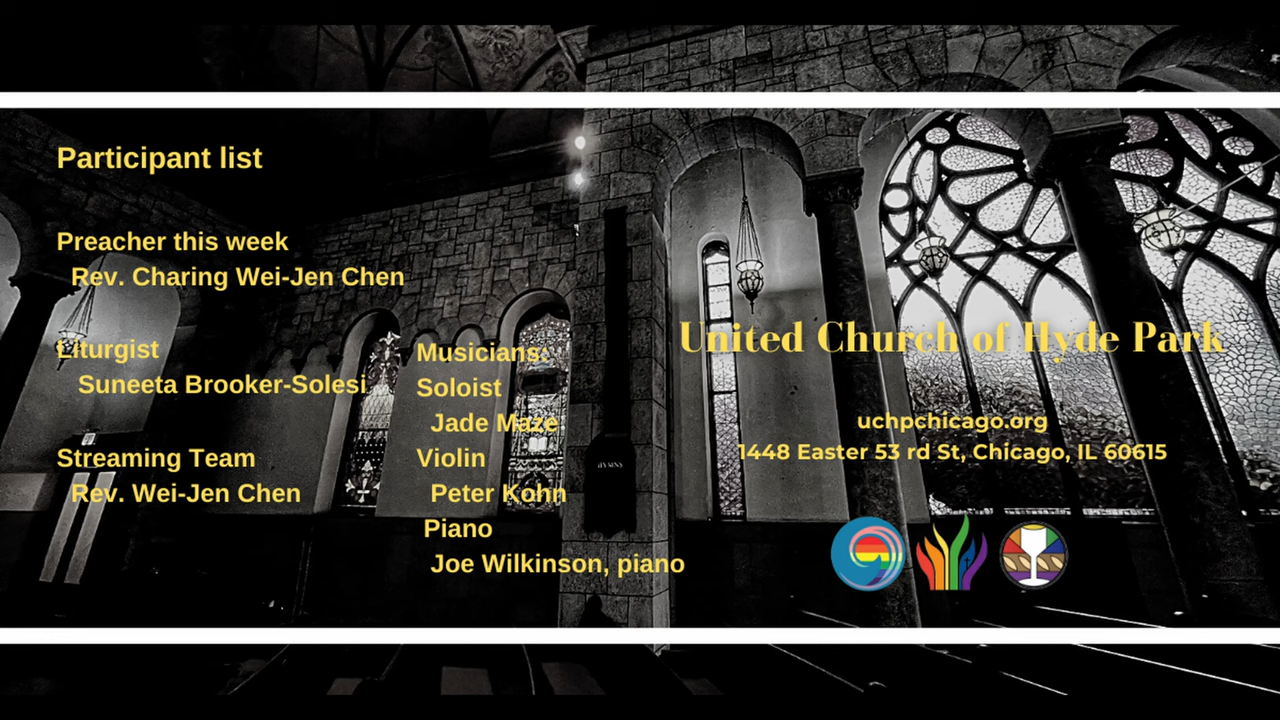 Participant list
Preacher this week
Rev. Charing Wei-Jen Chen
Liturgist
Suneeta Brooker-Solesi
Streaming Team
Rev. Wei-Jen Chen
Musicians:
Soloist
Jade Maze
Violin
Peter Kohn
Piano
Joe Wilkinson, piano
HYMNS
United Church of Hyde Park
uchpchicago.org
1448 Easter 53 rd St, Chicago, IL 60615